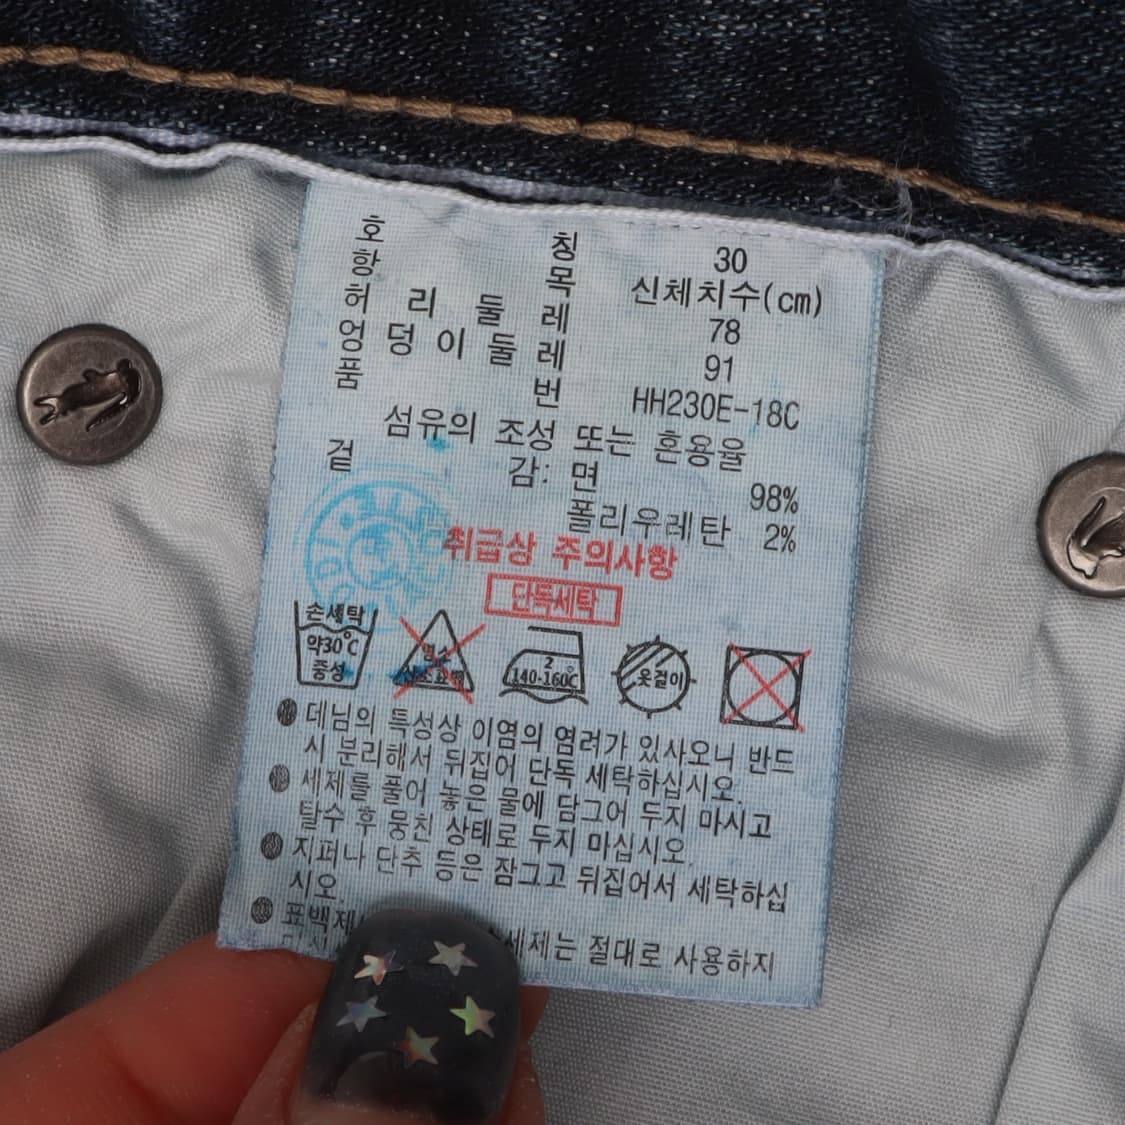 호 칭 30
항 목 신체치수(cm)
허 리 둘 레 78
엉 덩 이 둘 레 91
품 번 HH230E-18C
섬유의 조성 또는 혼용율
겉 감: 면 98%
폴리우레탄 2%
취급상 주의사항
단독세탁
손세탁
약30℃
중성
염소
산소표백
2
140-160℃
옷걸이
데님의 특성상 이염의 염려가 있사오니 반드
시 분리해서 뒤집어 단독 세탁하십시오.
세제를 풀어 놓은 물에 담그어 두지 마시고
탈수 후 뭉친 상태로 두지 마십시오.
지퍼나 단추 등은 잠그고 뒤집어서 세탁하십
시오.
표백제 세제는 절대로 사용하지